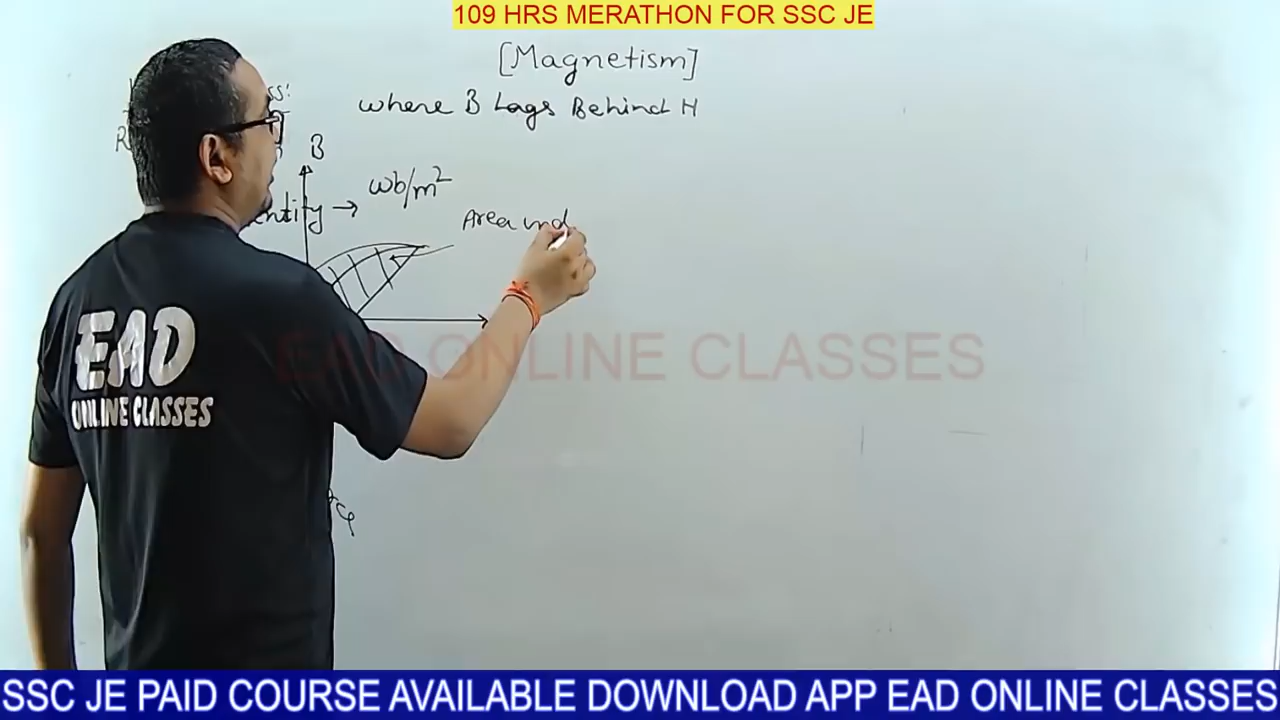 109 HRS MERATHON FOR SSC JE
[Magnetism]
where B Lags Behind H
B
wb/m²
Area und
EAD
ONLINE CLASSES
EAD ONLINE CLASSES
SSC JE PAID COURSE AVAILABLE DOWNLOAD APP EAD ONLINE CLASSES